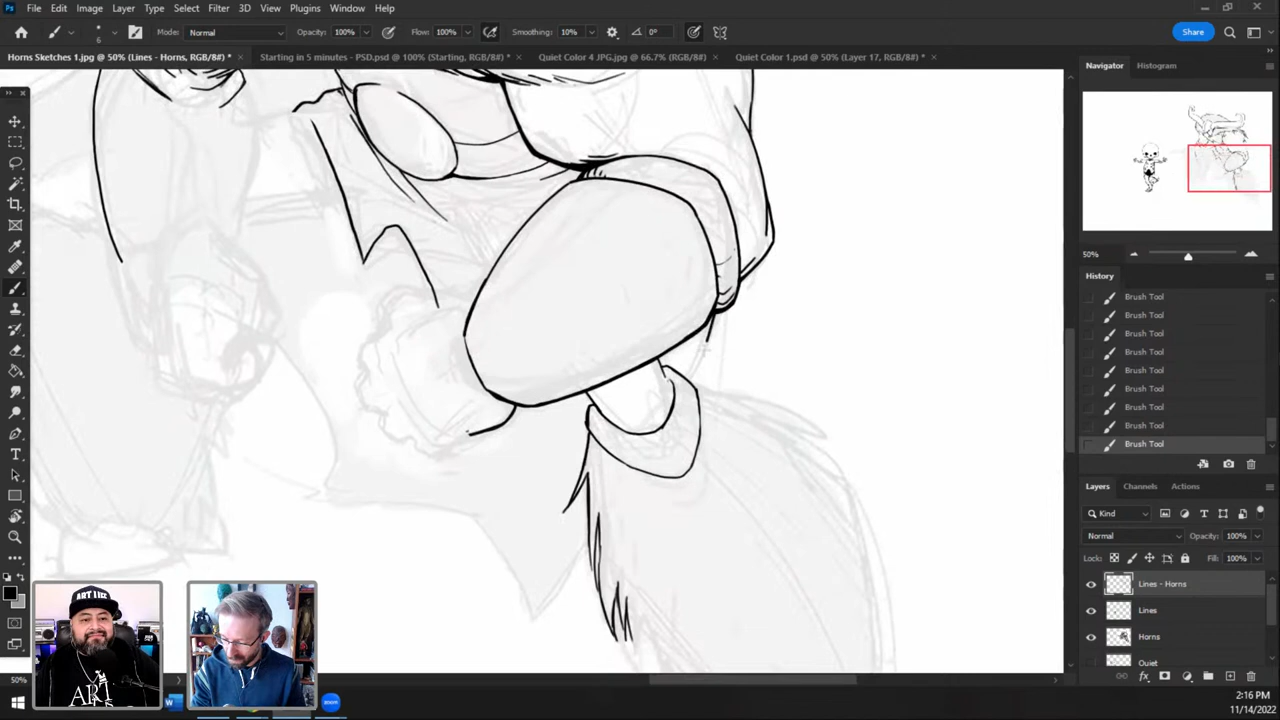 Ps File Edit Image Layer Type Select Filter 3D View Plugins Window Help
6 Mode: Normal Opacity: 100% Flow: 100% Smoothing: 10% 0° Share
Horns Sketches 1.jpg @ 50% (Lines - Horns, RGB/8#) * × Starting in 5 minutes - PSD.psd @ 100% (Starting, RGB/8#) * × Quiet Color 4 JPG.jpg @ 66.7% (RGB/8#) × Quiet Color 1.psd @ 50% (Layer 17, RGB/8#) * ×
Navigator Histogram
50%
History
Brush Tool
Brush Tool
Brush Tool
Brush Tool
Brush Tool
Brush Tool
Brush Tool
Brush Tool
Brush Tool
Layers Channels Actions
Kind
Normal Opacity: 100%
Lock: Fill: 100%
Lines - Horns
Lines
Horns
Quiet
ART LIFE
ART
50%
W zoom
2:16 PM
11/14/2022